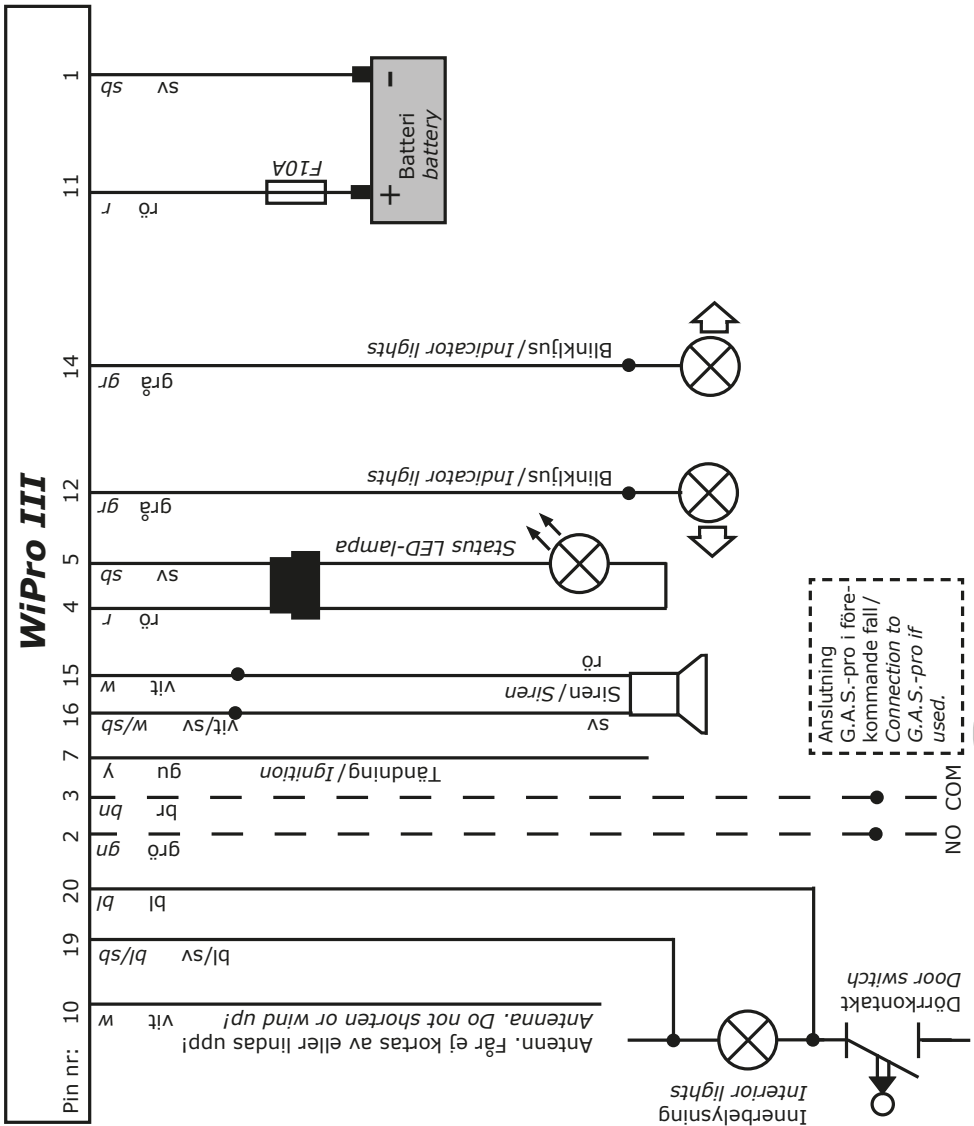 WiPro III
Pin nr:
1
sb sv
11
r rö
F10A
-
+
Batteri
battery
14
gr grå
Blinkljus/Indicator lights
12
gr grå
Blinkljus/Indicator lights
5
sb sv
Status LED-lampa
4
r rö
15
w vit
rö
Siren/Siren
16
w/sb vit/sv
sv
7
y gu
Tändning/Ignition
3
bn br
COM
2
gn grö
NO
Anslutning
G.A.S.-pro i före-
kommande fall/
Connection to
G.A.S.-pro if
used.
20
bl bl
19
bl/sb bl/sv
10
w vit
Antenn. Får ej kortas av eller lindas upp!
Antenna. Do not shorten or wind up!
Innerbelysning
Interior lights
Dörrkontakt
Door switch